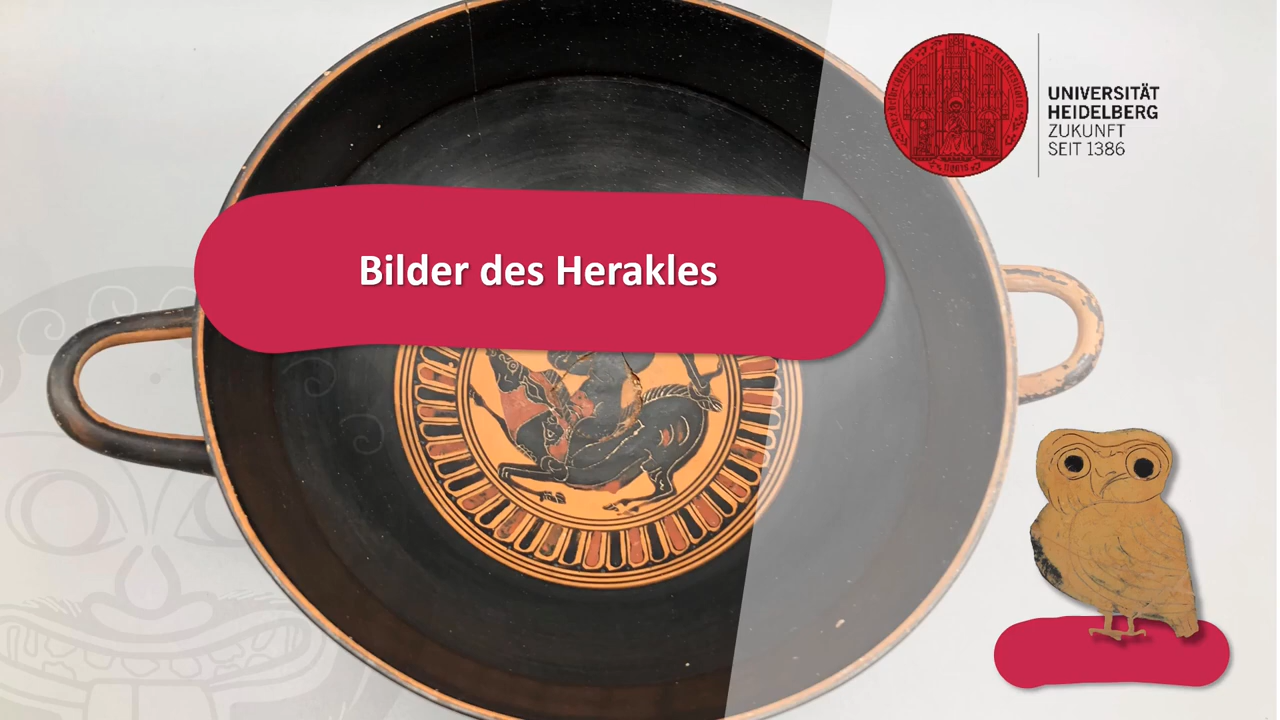 Bilder des Herakles
UNIVERSITÄT
HEIDELBERG
ZUKUNFT
SEIT 1386